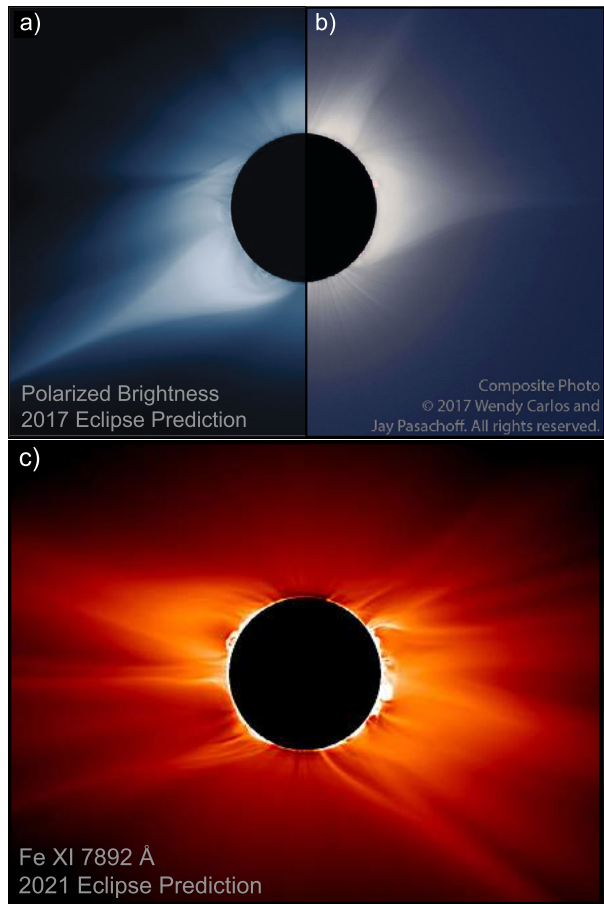 a)
b)
Polarized Brightness
2017 Eclipse Prediction
Composite Photo
© 2017 Wendy Carlos and
Jay Pasachoff. All rights reserved.
c)
Fe XI 7892 Å
2021 Eclipse Prediction